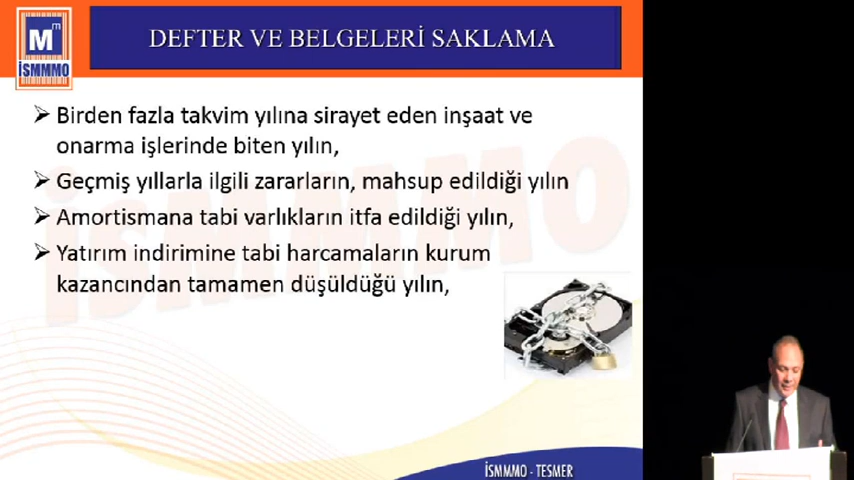 DEFTER VE BELGELERİ SAKLAMA
Mm
İSMMMO
➢ Birden fazla takvim yılına sirayet eden inşaat ve
onarma işlerinde biten yılın,
➢ Geçmiş yıllarla ilgili zararların, mahsup edildiği yılın
➢ Amortismana tabi varlıkların itfa edildiği yılın,
➢ Yatırım indirimine tabi harcamaların kurum
kazancından tamamen düşüldüğü yılın,
İSMMMO
İSMMMO - TESMER